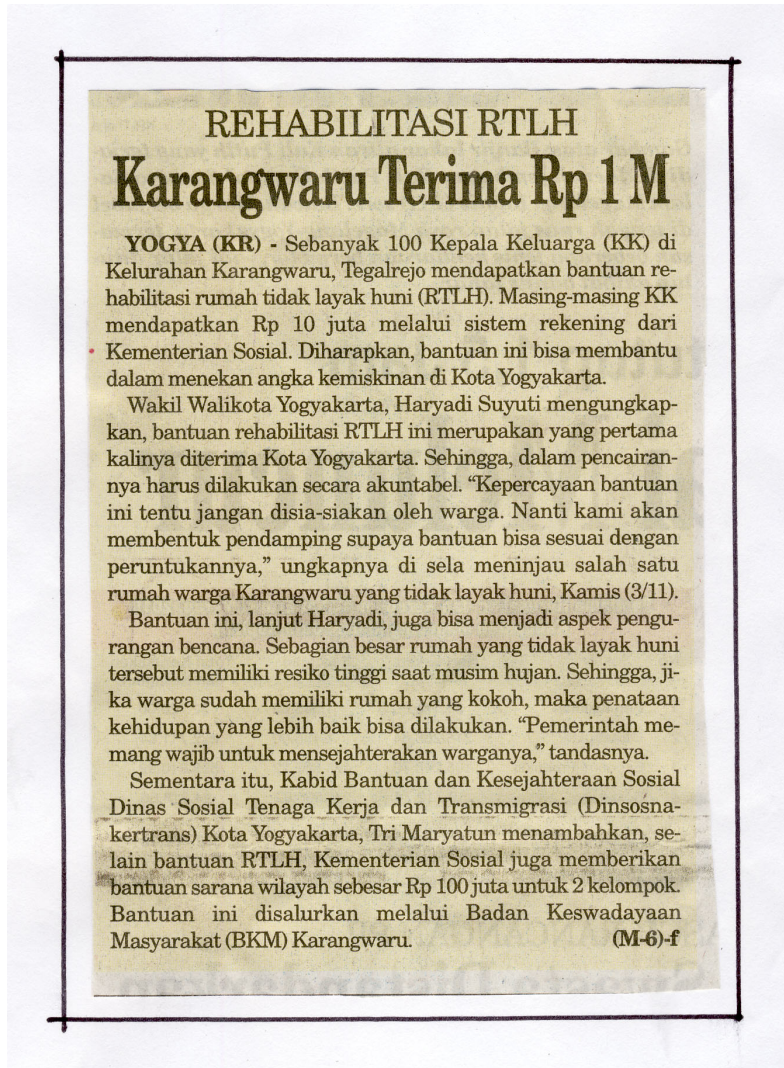 REHABILITASI RTLH
Karangwaru Terima Rp 1 M
YOGYA (KR) - Sebanyak 100 Kepala Keluarga (KK) di
Kelurahan Karangwaru, Tegalrejo mendapatkan bantuan re-
habilitasi rumah tidak layak huni (RTLH). Masing-masing KK
mendapatkan Rp 10 juta melalui sistem rekening dari
Kementerian Sosial. Diharapkan, bantuan ini bisa membantu
dalam menekan angka kemiskinan di Kota Yogyakarta.
Wakil Walikota Yogyakarta, Haryadi Suyuti mengungkap-
kan, bantuan rehabilitasi RTLH ini merupakan yang pertama
kalinya diterima Kota Yogyakarta. Sehingga, dalam pencairan-
nya harus dilakukan secara akuntabel. “Kepercayaan bantuan
ini tentu jangan disia-siakan oleh warga. Nanti kami akan
membentuk pendamping supaya bantuan bisa sesuai dengan
peruntukannya,” ungkapnya di sela meninjau salah satu
rumah warga Karangwaru yang tidak layak huni, Kamis (3/11).
Bantuan ini, lanjut Haryadi, juga bisa menjadi aspek pengu-
rangan bencana. Sebagian besar rumah yang tidak layak huni
tersebut memiliki resiko tinggi saat musim hujan. Sehingga, ji-
ka warga sudah memiliki rumah yang kokoh, maka penataan
kehidupan yang lebih baik bisa dilakukan. “Pemerintah me-
mang wajib untuk mensejahterakan warganya,” tandasnya.
Sementara itu, Kabid Bantuan dan Kesejahteraan Sosial
Dinas Sosial Tenaga Kerja dan Transmigrasi (Dinsosna-
kertrans) Kota Yogyakarta, Tri Maryatun menambahkan, se-
lain bantuan RTLH, Kementerian Sosial juga memberikan
bantuan sarana wilayah sebesar Rp 100 juta untuk 2 kelompok.
Bantuan ini disalurkan melalui Badan Keswadayaan
Masyarakat (BKM) Karangwaru. (M-6)-f